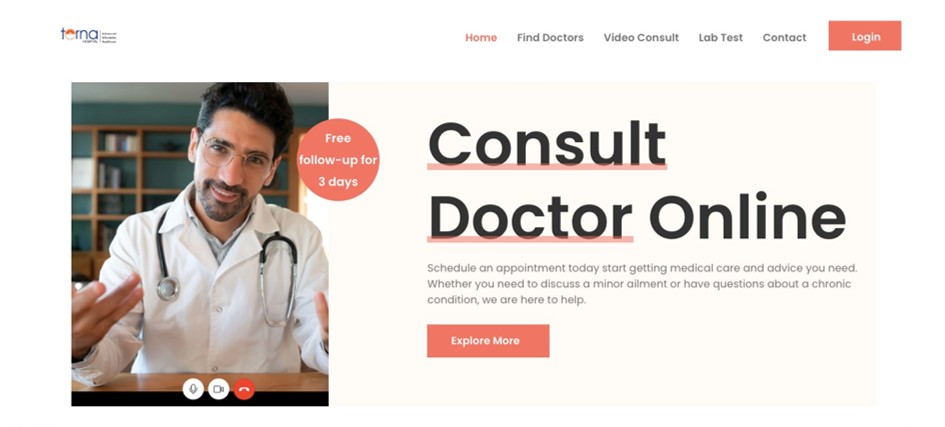 terna
HOSPITAL
Home
Find Doctors
Video Consult
Lab Test
Contact
Login
Free
follow-up for
3 days
Consult
Doctor Online
Schedule an appointment today start getting medical care and advice you need.
Whether you need to discuss a minor ailment or have questions about a chronic
condition, we are here to help.
Explore More